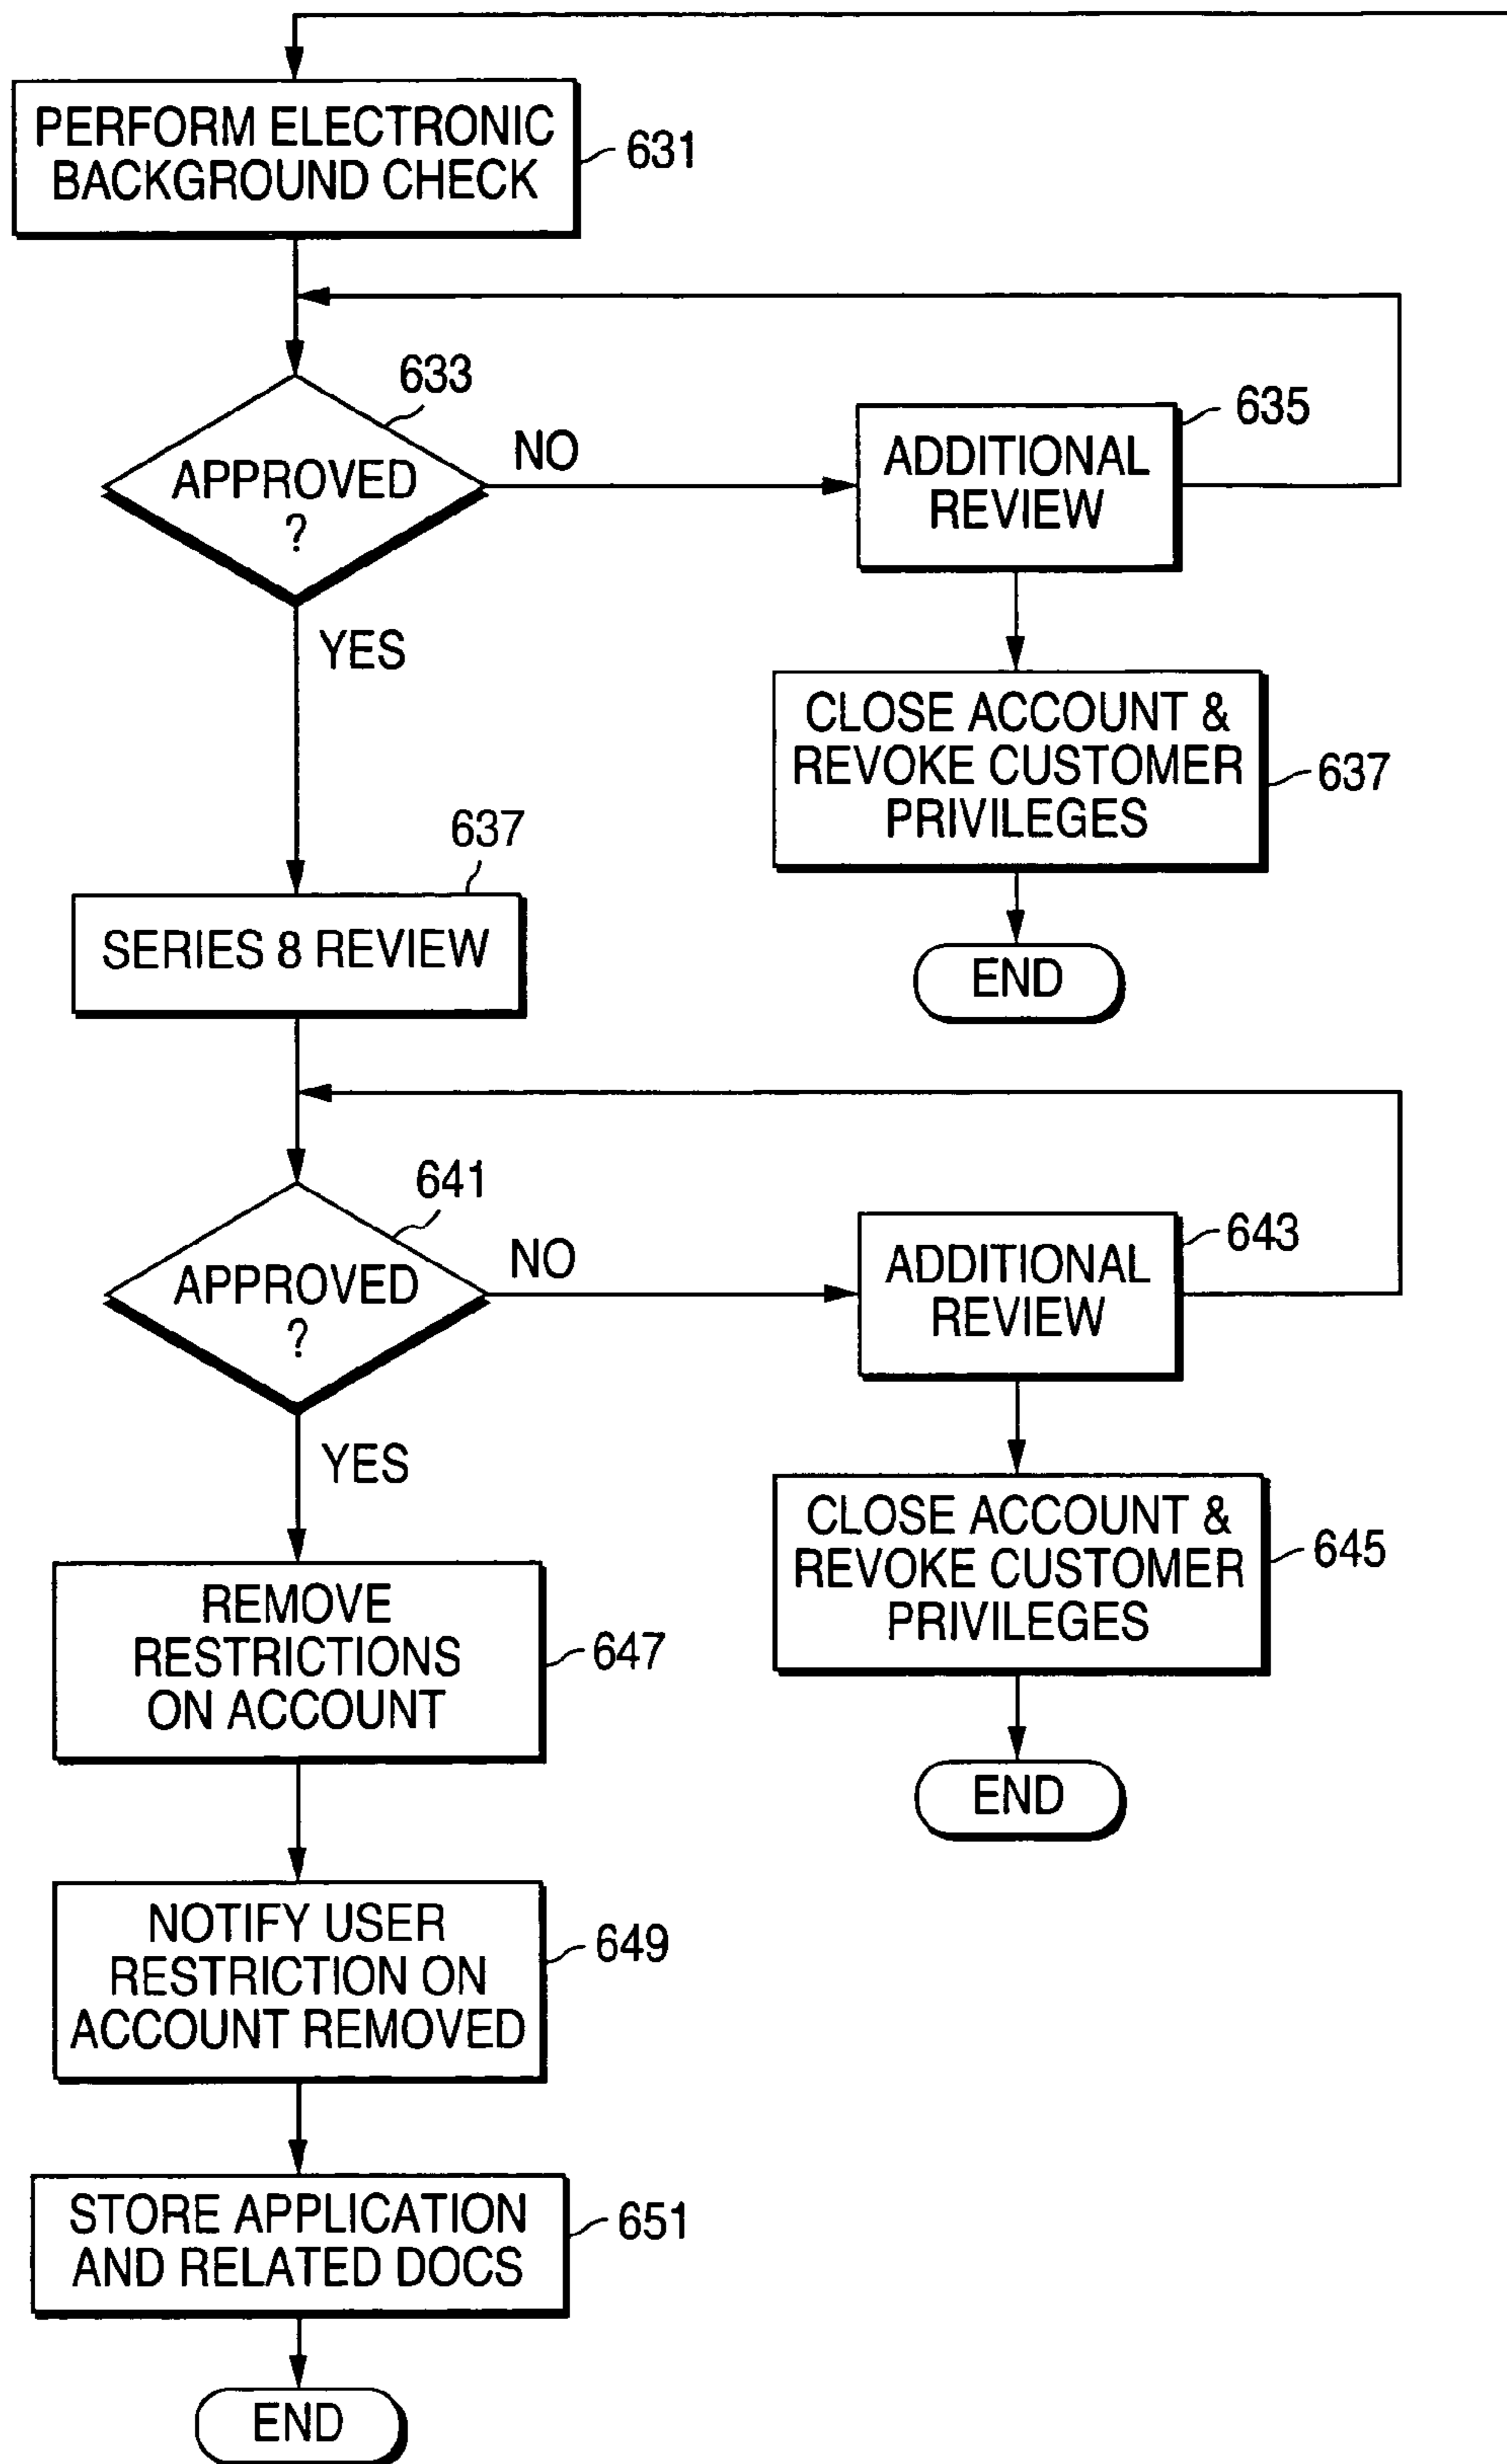 PERFORM ELECTRONIC
BACKGROUND CHECK
631
633
APPROVED
?
NO
YES
ADDITIONAL
REVIEW
635
CLOSE ACCOUNT &
REVOKE CUSTOMER
PRIVILEGES
637
END
637
SERIES 8 REVIEW
641
APPROVED
?
NO
YES
ADDITIONAL
REVIEW
643
CLOSE ACCOUNT &
REVOKE CUSTOMER
PRIVILEGES
645
END
REMOVE
RESTRICTIONS
ON ACCOUNT
647
NOTIFY USER
RESTRICTION ON
ACCOUNT REMOVED
649
STORE APPLICATION
AND RELATED DOCS
651
END